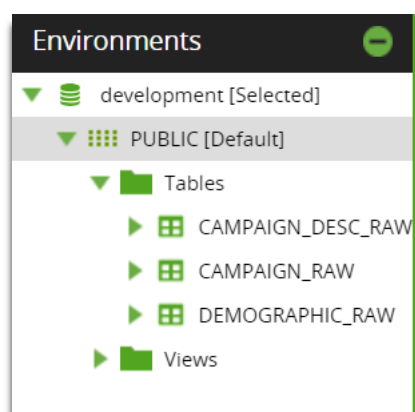 Environments
development [Selected]
PUBLIC [Default]
Tables
CAMPAIGN_DESC_RAW
CAMPAIGN_RAW
DEMOGRAPHIC_RAW
Views